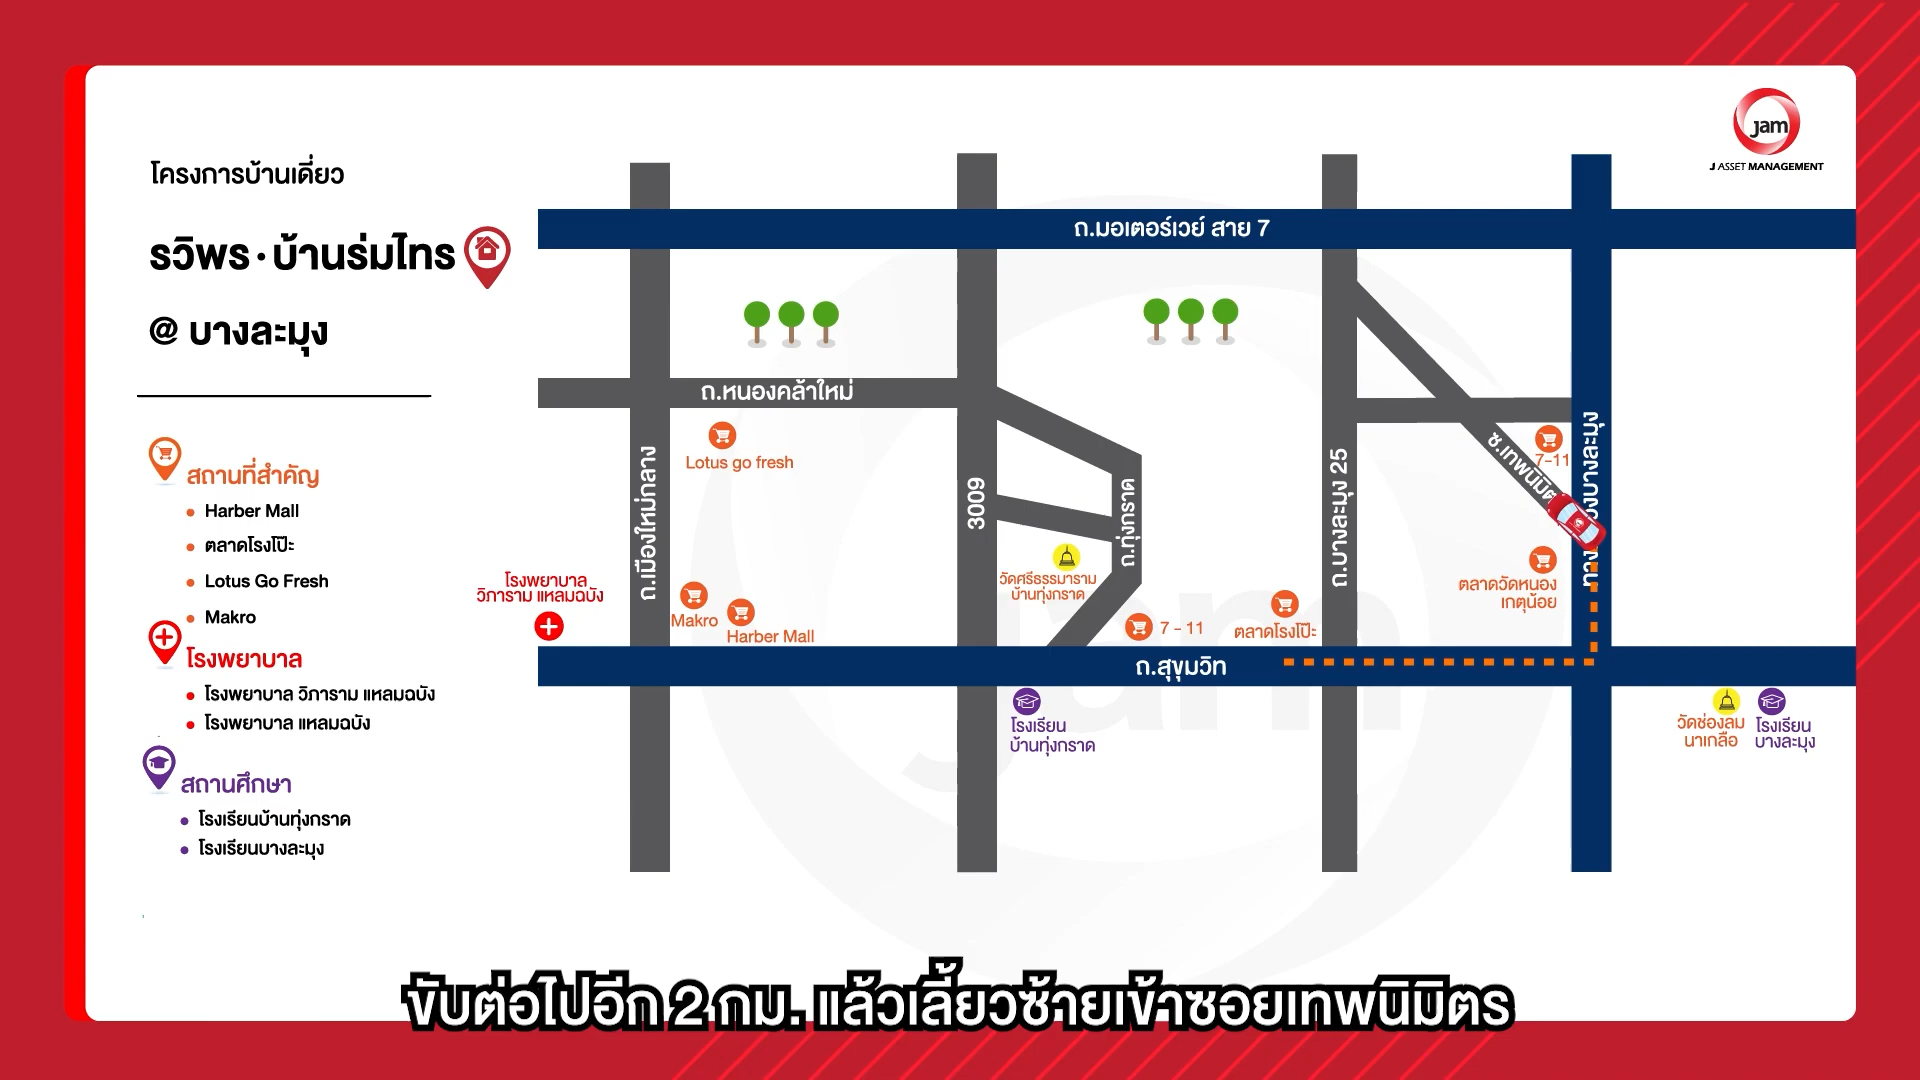 jam
J ASSET MANAGEMENT
โครงการบ้านเดี่ยว
รวิพร · บ้านร่มไทร
@ บางละมุง
สถานที่สำคัญ
Harber Mall
ตลาดโรงโป๊ะ
Lotus Go Fresh
Makro
โรงพยาบาล
โรงพยาบาล วิภาราม แหลมฉบัง
โรงพยาบาล แหลมฉบัง
สถานศึกษา
โรงเรียนบ้านทุ่งกราด
โรงเรียนบางละมุง
ถ.มอเตอร์เวย์ สาย 7
ถ.หนองคล้าใหม่
Lotus go fresh
ถ.เมืองใหม่กลาง
3009
ถ.ทุ่งกราด
ถ.บางละมุง 25
ซ.เทพนิมิต
7-11
โรงพยาบาล
วิภาราม แหลมฉบัง
Makro
Harber Mall
วัดศรีธรรมาราม
บ้านทุ่งกราด
7 - 11
ตลาดโรงโป๊ะ
ตลาดวัดหนอง
เกตุน้อย
ถ.สุขุมวิท
โรงเรียน
บ้านทุ่งกราด
วัดช่องลม
นาเกลือ
โรงเรียน
บางละมุง
ขับต่อไปอีก 2 กม. แล้วเลี้ยวซ้ายเข้าซอยเทพนิมิตร